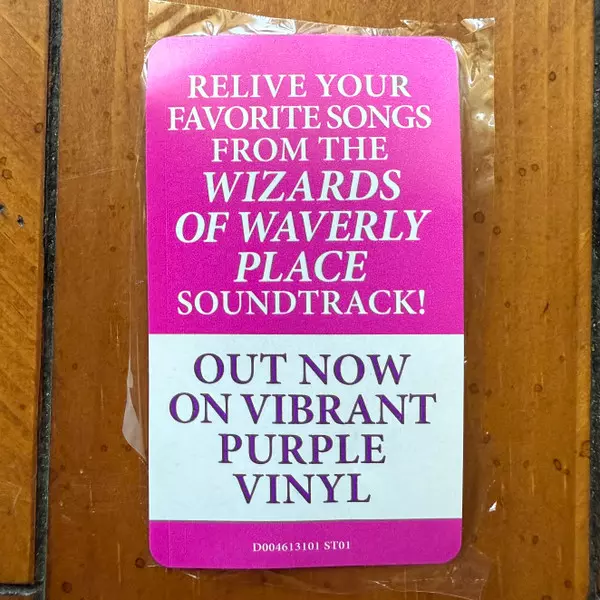 RELIVE YOUR
FAVORITE SONGS
FROM THE
WIZARDS
OF WAVERLY
PLACE
SOUNDTRACK!
OUT NOW
ON VIBRANT
PURPLE
VINYL
D004613101 ST01